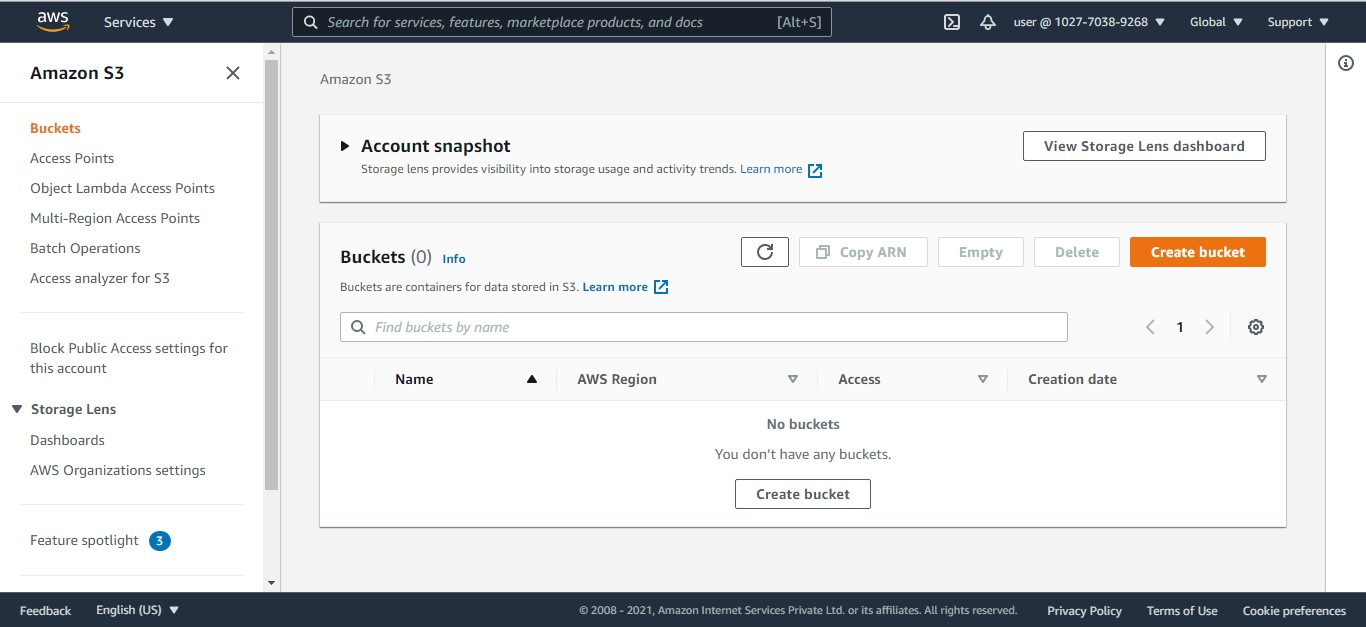 aws
Services
Search for services, features, marketplace products, and docs
[Alt+S]
user @ 1027-7038-9268
Global
Support
Amazon S3
Buckets
Access Points
Object Lambda Access Points
Multi-Region Access Points
Batch Operations
Access analyzer for S3
Block Public Access settings for
this account
Storage Lens
Dashboards
AWS Organizations settings
Feature spotlight 3
Amazon S3
Account snapshot
Storage lens provides visibility into storage usage and activity trends. Learn more
View Storage Lens dashboard
Buckets (0) Info
Copy ARN
Empty
Delete
Create bucket
Buckets are containers for data stored in S3. Learn more
Find buckets by name
1
Name
AWS Region
Access
Creation date
No buckets
You don't have any buckets.
Create bucket
Feedback
English (US)
© 2008 - 2021, Amazon Internet Services Private Ltd. or its affiliates. All rights reserved.
Privacy Policy
Terms of Use
Cookie preferences